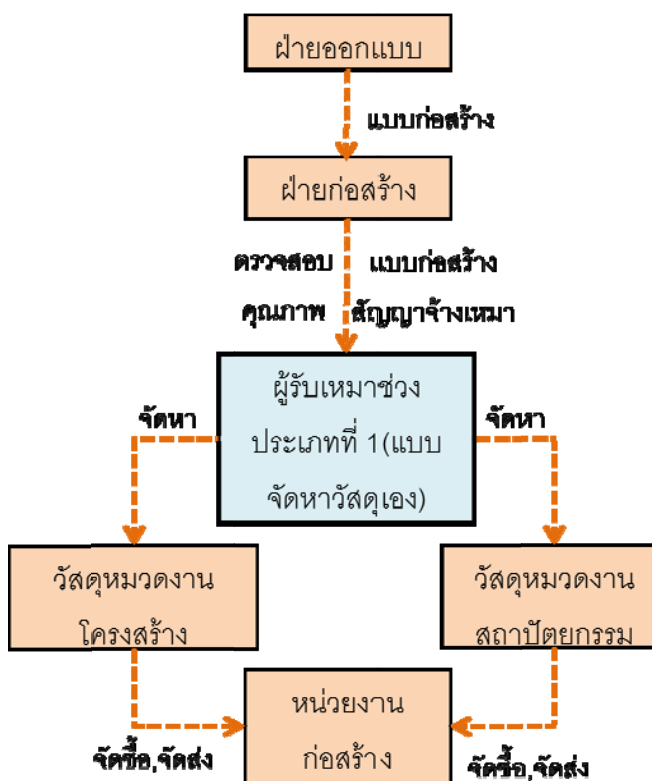 ฝ่ายออกแบบ
แบบก่อสร้าง
ฝ่ายก่อสร้าง
ตรวจสอบ แบบก่อสร้าง
คุณภาพ สัญญาจ้างเหมา
ผู้รับเหมาช่วง
ประเภทที่ 1(แบบ
จัดหาวัสดุเอง)
จัดหา
จัดหา
วัสดุหมวดงาน
โครงสร้าง
วัสดุหมวดงาน
สถาปัตยกรรม
หน่วยงาน
ก่อสร้าง
จัดซื้อ,จัดส่ง
จัดซื้อ,จัดส่ง